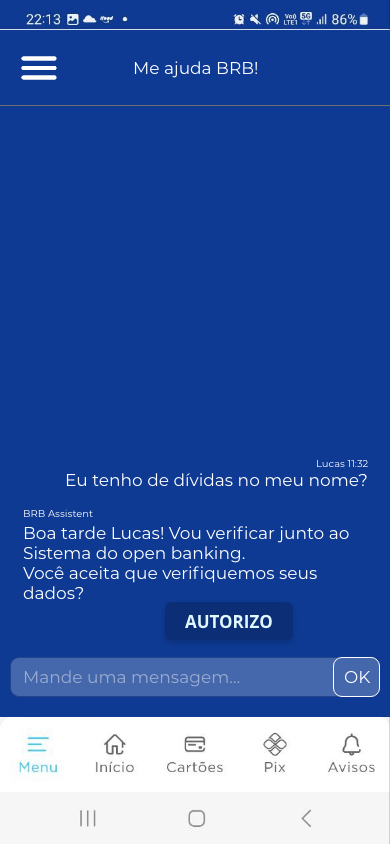 22:13
86%
Me ajuda BRB!
Lucas 11:32
Eu tenho de dívidas no meu nome?
BRB Assistent
Boa tarde Lucas! Vou verificar junto ao
Sistema do open banking.
Você aceita que verifiquemos seus
dados?
AUTORIZO
Mande uma mensagem...
OK
Menu
Início
Cartões
Pix
Avisos